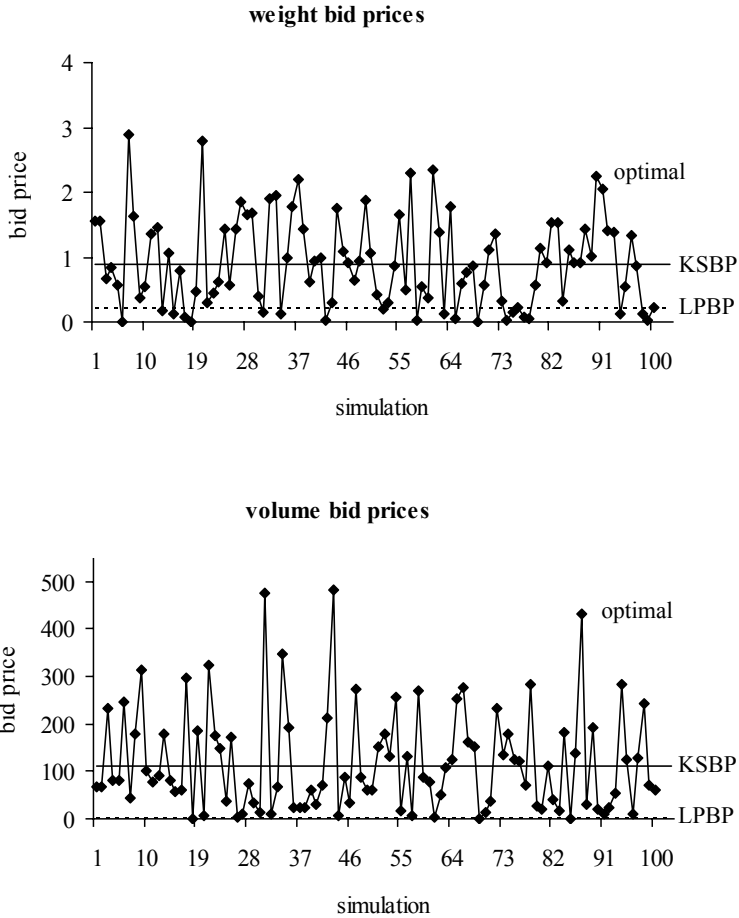 weight bid prices
4
3
2
1
0
bid price
optimal
KSBP
LPBP
1 10 19 28 37 46 55 64 73 82 91 100
simulation
volume bid prices
500
400
300
200
100
0
bid price
optimal
KSBP
LPBP
1 10 19 28 37 46 55 64 73 82 91 100
simulation